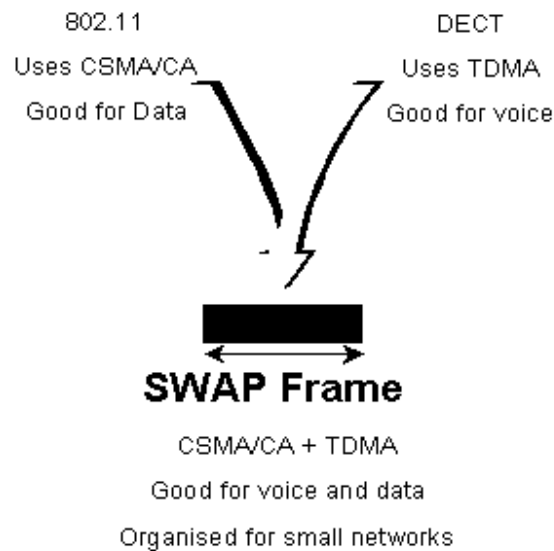 802.11
Uses CSMA/CA
Good for Data
DECT
Uses TDMA
Good for voice
SWAP Frame
CSMA/CA + TDMA
Good for voice and data
Organised for small networks